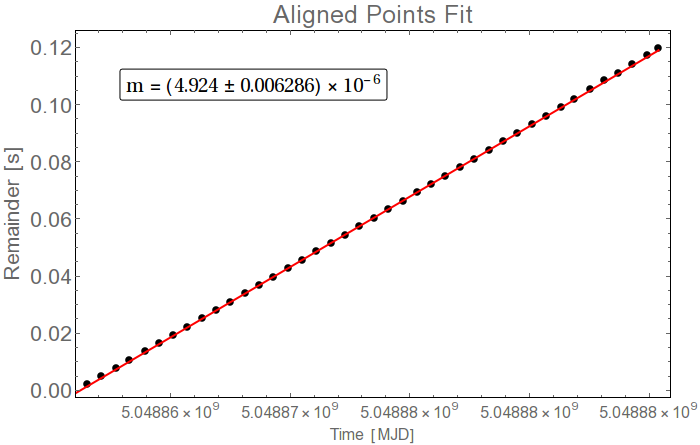 Aligned Points Fit
m = (4.924 ± 0.006286) × 10⁻⁶
Remainder [s]
0.12
0.10
0.08
0.06
0.04
0.02
0.00
5.04886 × 10⁹ 5.04887 × 10⁹ 5.04888 × 10⁹ 5.04888 × 10⁹ 5.04888 × 10⁹
Time [MJD]